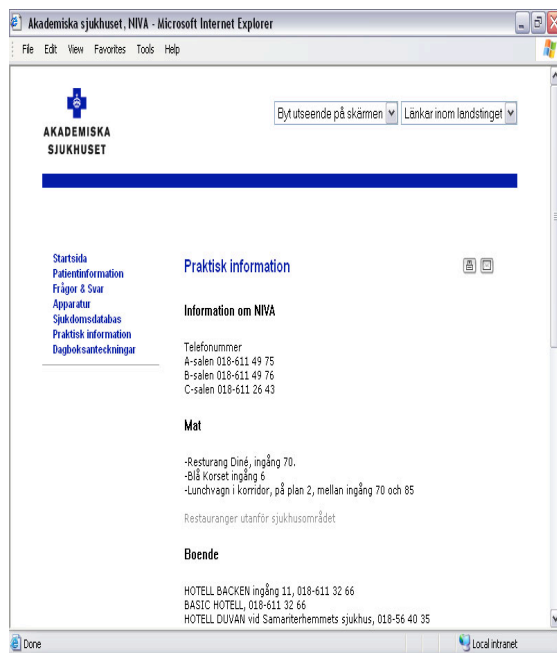 Akademiska sjukhuset, NIVA - Microsoft Internet Explorer
File Edit View Favorites Tools Help
AKADEMISKA
SJUKHUSET
Byt utseende på skärmen
Länkar inom landstinget
Startsida
Patientinformation
Frågor & Svar
Apparatur
Sjukdomsdatabas
Praktisk information
Dagboksanteckningar
Praktisk information
Information om NIVA
Telefonummer
A-salen 018-611 49 75
B-salen 018-611 49 76
C-salen 018-611 26 43
Mat
-Resturang Diné, ingång 70.
-Blå Korset ingång 6
-Lunchvagn i korridor, på plan 2, mellan ingång 70 och 85
Restauranger utanför sjukhusområdet
Boende
HOTELL BACKEN ingång 11, 018-611 32 66
BASIC HOTELL, 018-611 32 66
HOTELL DUVAN vid Samariterhemmets sjukhus, 018-56 40 35
Done
Local intranet